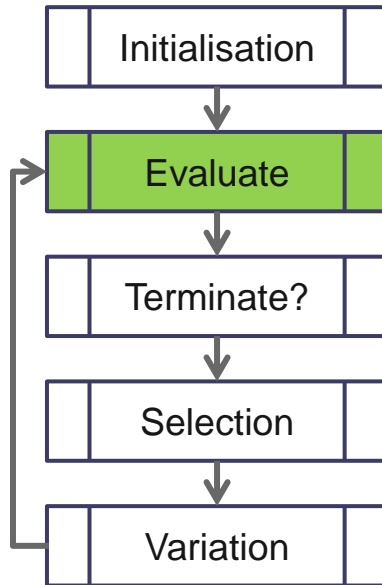 Initialisation
Evaluate
Terminate?
Selection
Variation